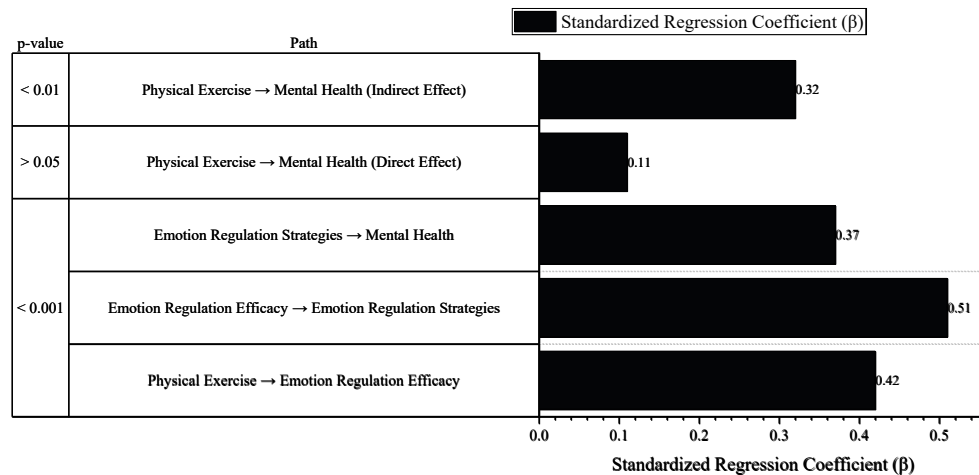 Standardized Regression Coefficient (β)
p-value Path
< 0.01 Physical Exercise → Mental Health (Indirect Effect) 0.32
> 0.05 Physical Exercise → Mental Health (Direct Effect) 0.11
Emotion Regulation Strategies → Mental Health 0.37
< 0.001 Emotion Regulation Efficacy → Emotion Regulation Strategies 0.51
Physical Exercise → Emotion Regulation Efficacy 0.42
0.0 0.1 0.2 0.3 0.4 0.5
Standardized Regression Coefficient (β)